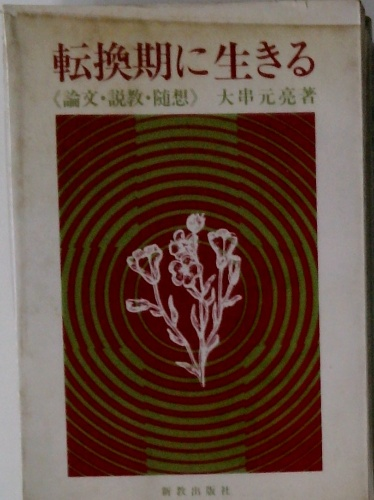 転換期に生きる
《論文・説教・随想》 大串元亮著
新教出版社